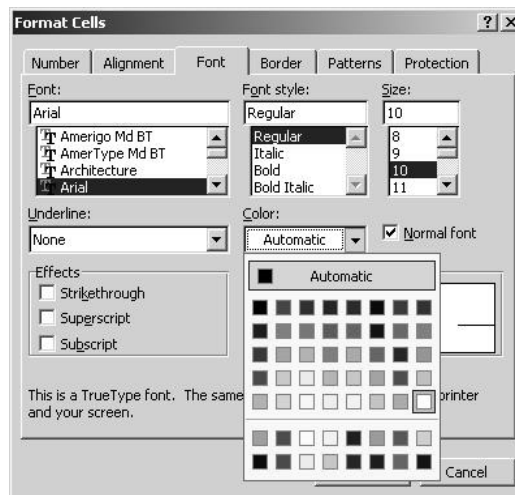 Format Cells
Number Alignment Font Border Patterns Protection
Font: Font style: Size:
Arial Regular 10
Amerigo Md BT Regular 8
AmerType Md BT Italic 9
Architecture Bold 10
Arial Bold Italic 11
Underline: Color:
None Automatic Normal font
Effects Automatic
Strikethrough
Superscript
Subscript
This is a TrueType font. The same printer
and your screen.
Cancel